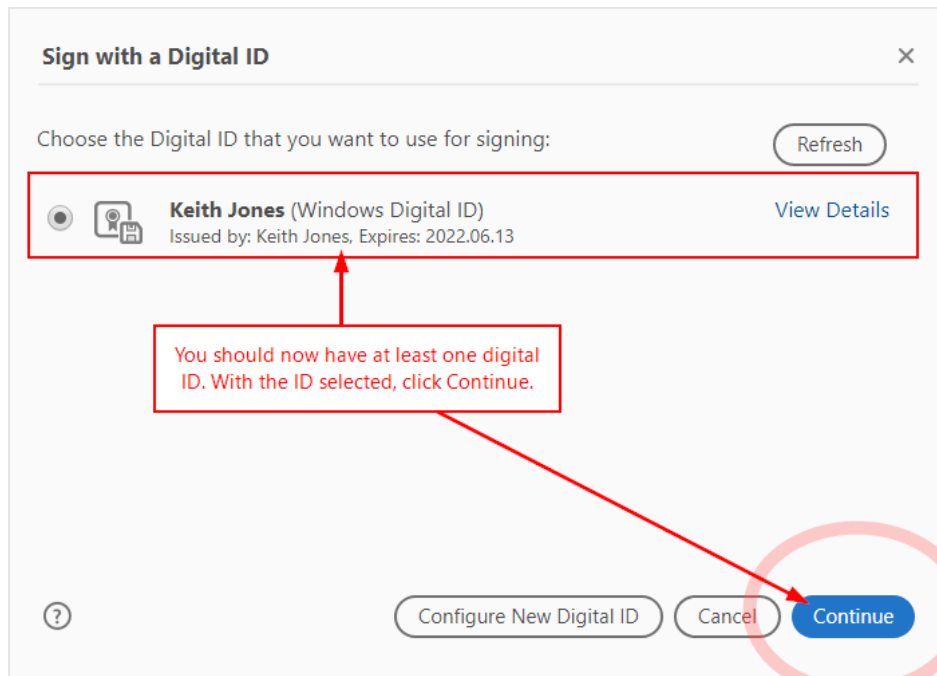 Sign with a Digital ID
Choose the Digital ID that you want to use for signing:
Refresh
Keith Jones (Windows Digital ID)
View Details
Issued by: Keith Jones, Expires: 2022.06.13
You should now have at least one digital
ID. With the ID selected, click Continue.
?
Configure New Digital ID
Cancel
Continue